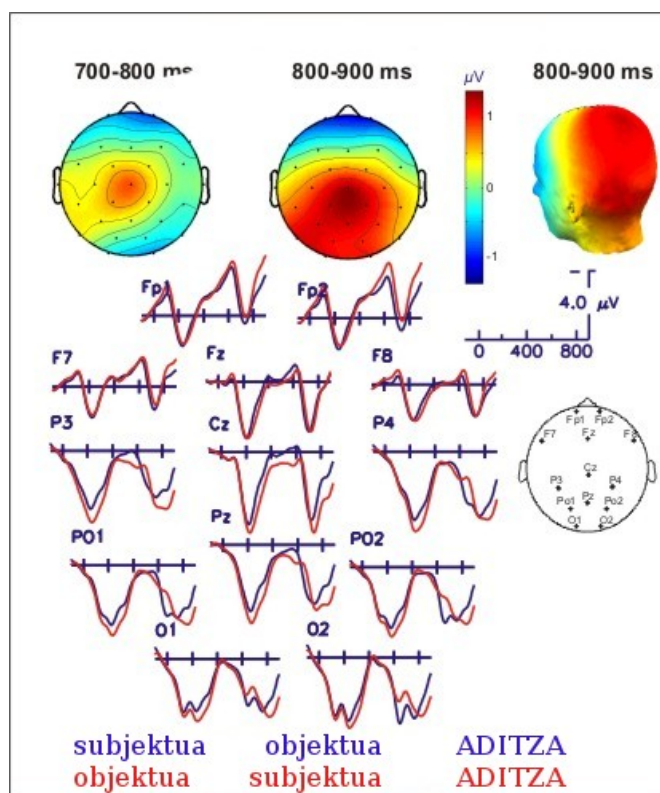 700-800 ms
800-900 ms
µV
800-900 ms
1
0
-1
Fp1
Fp2
4.0 µV
0 400 800
F7
Fz
F8
P3
Cz
P4
PO1
Pz
PO2
O1
O2
Fp1 Fp2
F7 Fz F8
Cz
P3 P4
Po1 Pz Po2
O1 O2
subjektua objektua ADITZA
objektua subjektua ADITZA